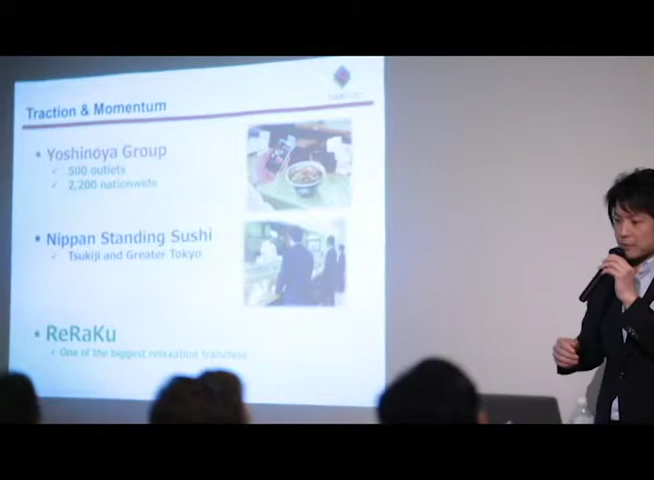 Traction & Momentum
• Yoshinoya Group
✓ 500 outlets
✓ 2,200 nationwide
• Nippan Standing Sushi
✓ Tsukiji and Greater Tokyo
• ReRaKu
✓ One of the biggest relaxation franchise